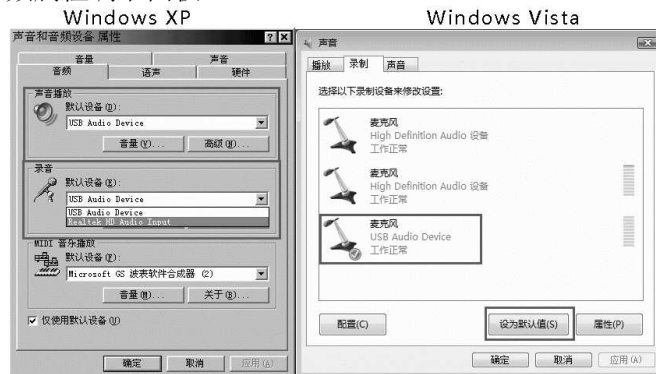 Windows XP
Windows Vista
声音和音频设备 属性
音量
声音
音频
语声
硬件
声音播放
默认设备(D):
USB Audio Device
音量(V)...
高级(N)...
录音
默认设备(E):
USB Audio Device
USB Audio Device
Realtek HD Audio Input
MIDI 音乐播放
默认设备(F):
Microsoft GS 波表软件合成器 (2)
音量(M)...
关于(B)...
仅使用默认设备(U)
确定
取消
应用(A)
声音
播放
录制
声音
选择以下录制设备来修改设置:
麦克风
High Definition Audio 设备
工作正常
麦克风
High Definition Audio 设备
工作正常
麦克风
USB Audio Device
工作正常
配置(C)
设为默认值(S)
属性(P)
确定
取消
应用(A)